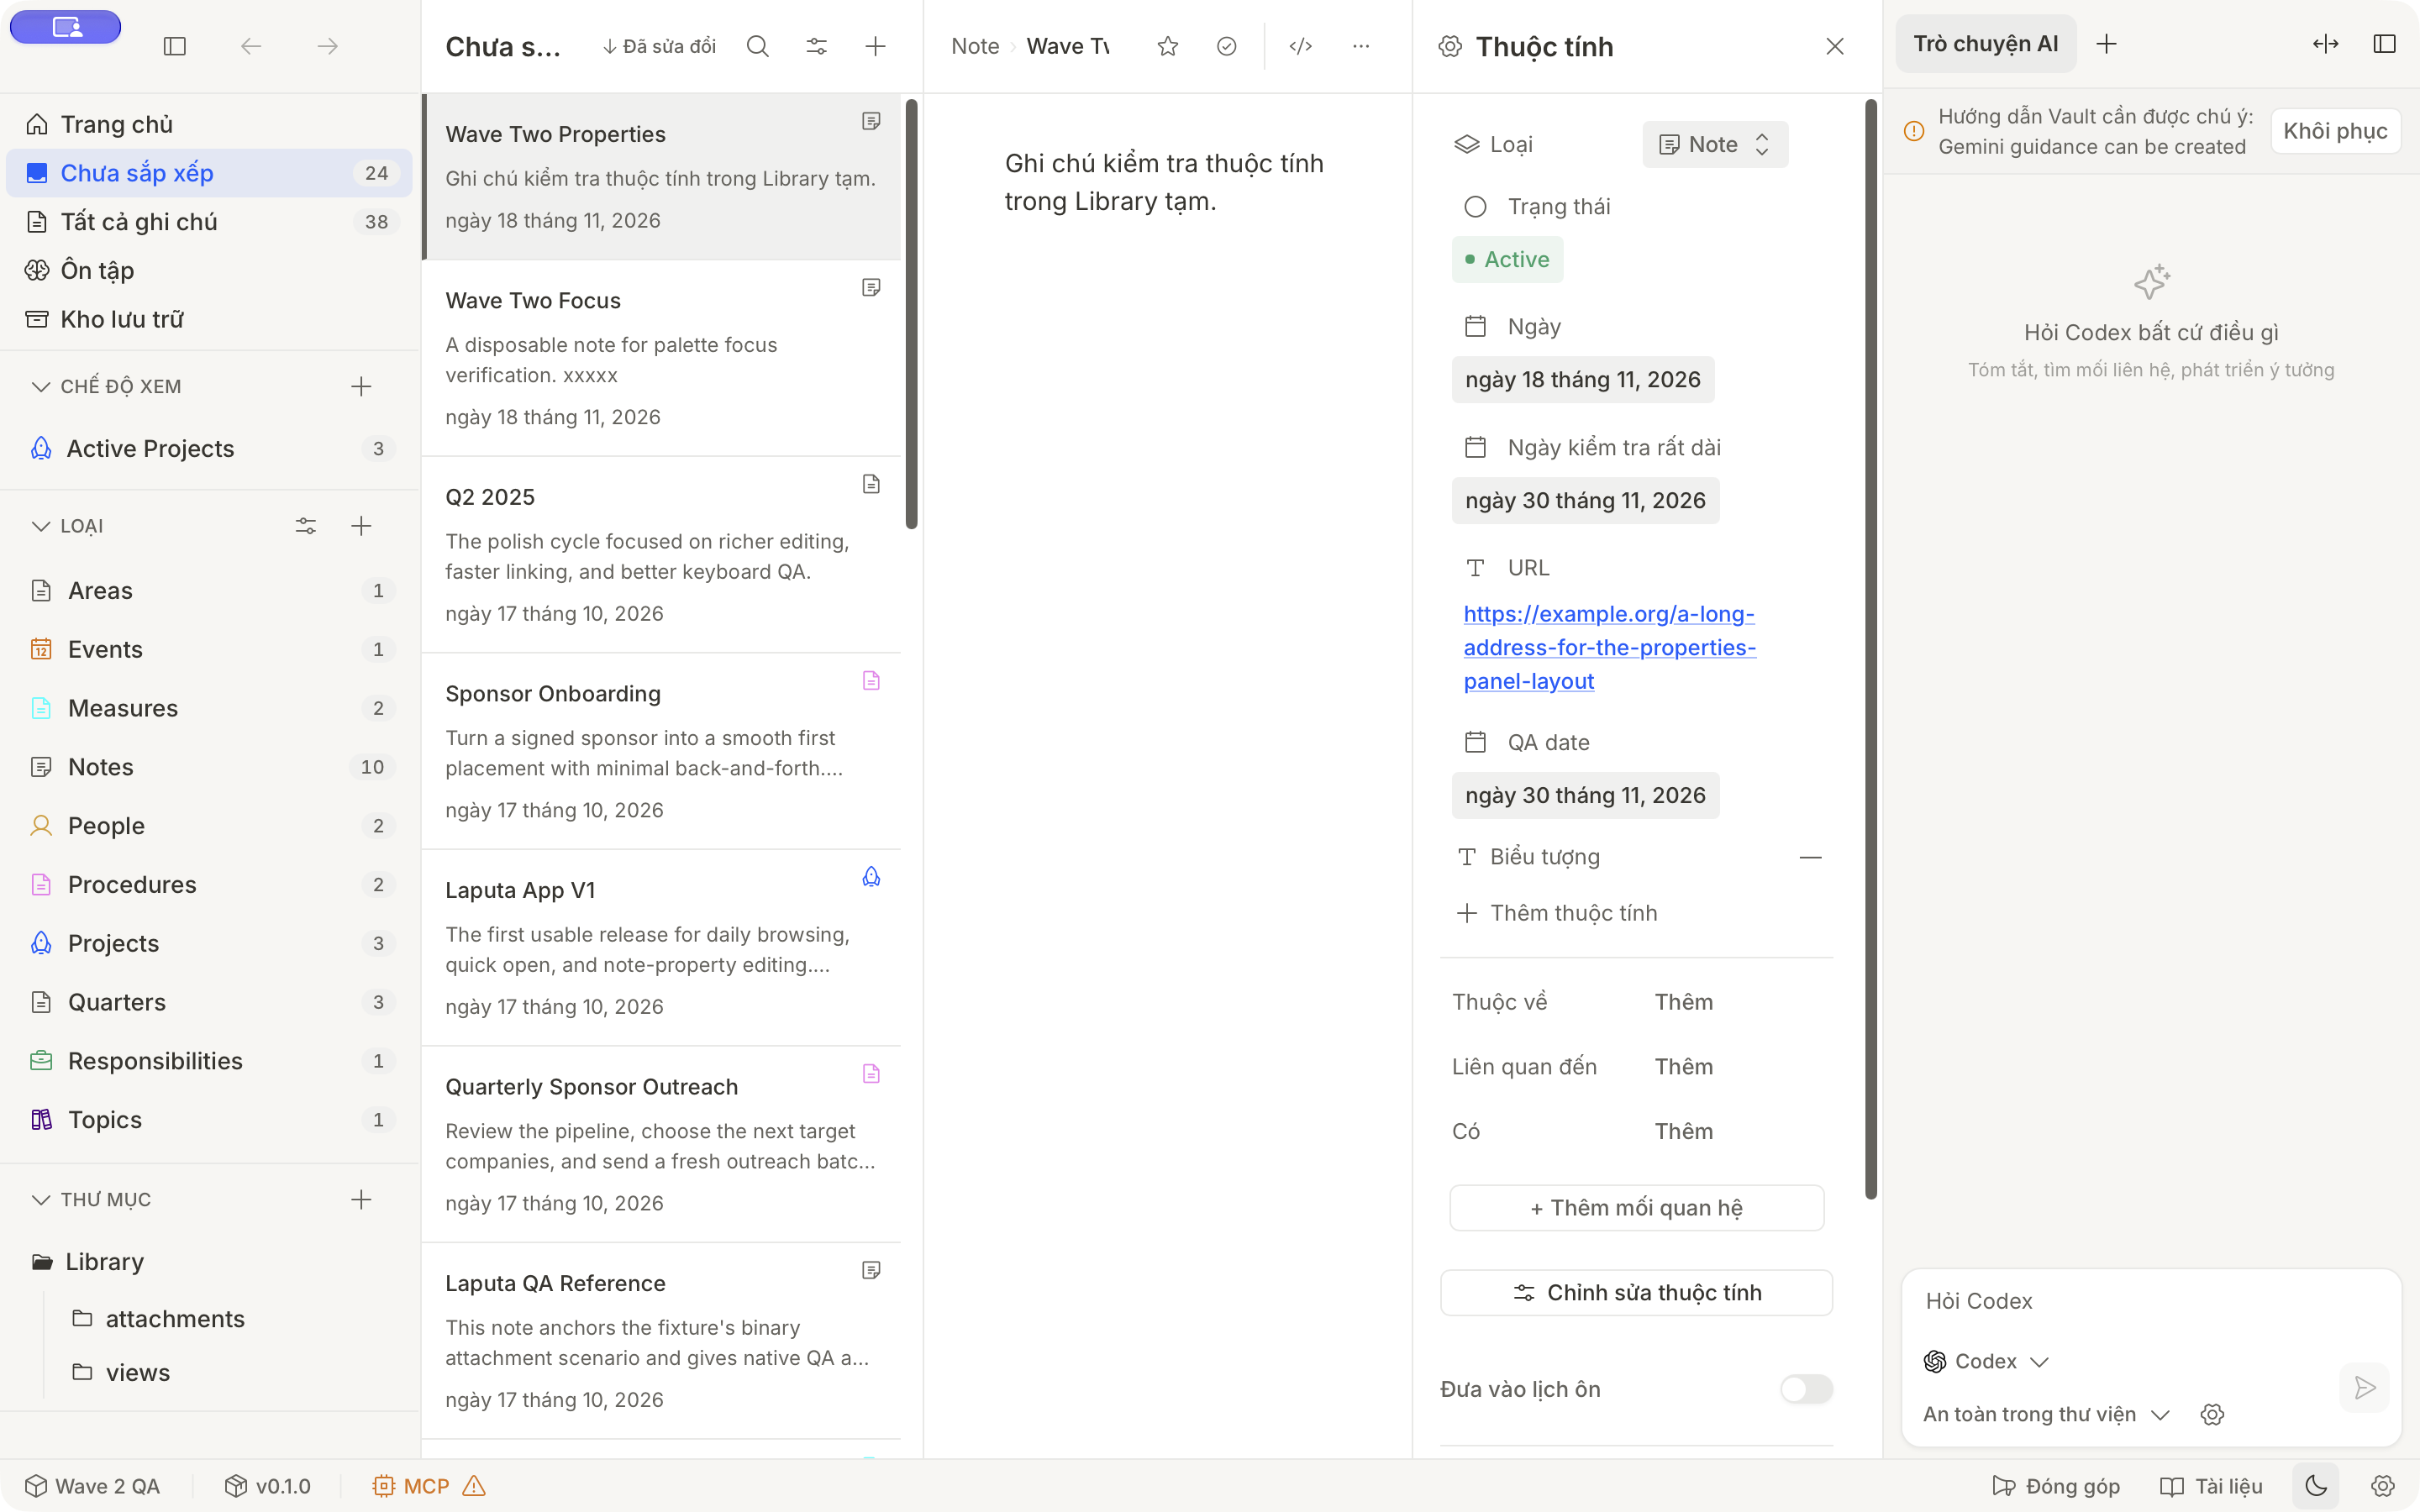 Trang chủ
Chưa sắp xếp 24
Tất cả ghi chú 38
Ôn tập
Kho lưu trữ
CHẾ ĐỘ XEM
Active Projects 3
LOẠI
Areas 1
Events 1
Measures 2
Notes 10
People 2
Procedures 2
Projects 3
Quarters 3
Responsibilities 1
Topics 1
THƯ MỤC
Library
attachments
views
Chưa s... Đã sửa đổi
Wave Two Properties
Ghi chú kiểm tra thuộc tính trong Library tạm.
ngày 18 tháng 11, 2026
Wave Two Focus
A disposable note for palette focus
verification. xxxxx
ngày 18 tháng 11, 2026
Q2 2025
The polish cycle focused on richer editing,
faster linking, and better keyboard QA.
ngày 17 tháng 10, 2026
Sponsor Onboarding
Turn a signed sponsor into a smooth first
placement with minimal back-and-forth....
ngày 17 tháng 10, 2026
Laputa App V1
The first usable release for daily browsing,
quick open, and note-property editing....
ngày 17 tháng 10, 2026
Quarterly Sponsor Outreach
Review the pipeline, choose the next target
companies, and send a fresh outreach batc...
ngày 17 tháng 10, 2026
Laputa QA Reference
This note anchors the fixture's binary
attachment scenario and gives native QA a...
ngày 17 tháng 10, 2026
Note › Wave Tw
Ghi chú kiểm tra thuộc tính
trong Library tạm.
Thuộc tính
Loại Note
Trạng thái
Active
Ngày
ngày 18 tháng 11, 2026
Ngày kiểm tra rất dài
ngày 30 tháng 11, 2026
URL
https://example.org/a-long-
address-for-the-properties-
panel-layout
QA date
ngày 30 tháng 11, 2026
Biểu tượng —
Thêm thuộc tính
Thuộc về Thêm
Liên quan đến Thêm
Có Thêm
+ Thêm mối quan hệ
Chỉnh sửa thuộc tính
Đưa vào lịch ôn
Trò chuyện AI
Hướng dẫn Vault cần được chú ý:
Gemini guidance can be created
Khôi phục
Hỏi Codex bất cứ điều gì
Tóm tắt, tìm mối liên hệ, phát triển ý tưởng
Hỏi Codex
Codex
An toàn trong thư viện
Wave 2 QA v0.1.0 MCP
Đóng góp Tài liệu